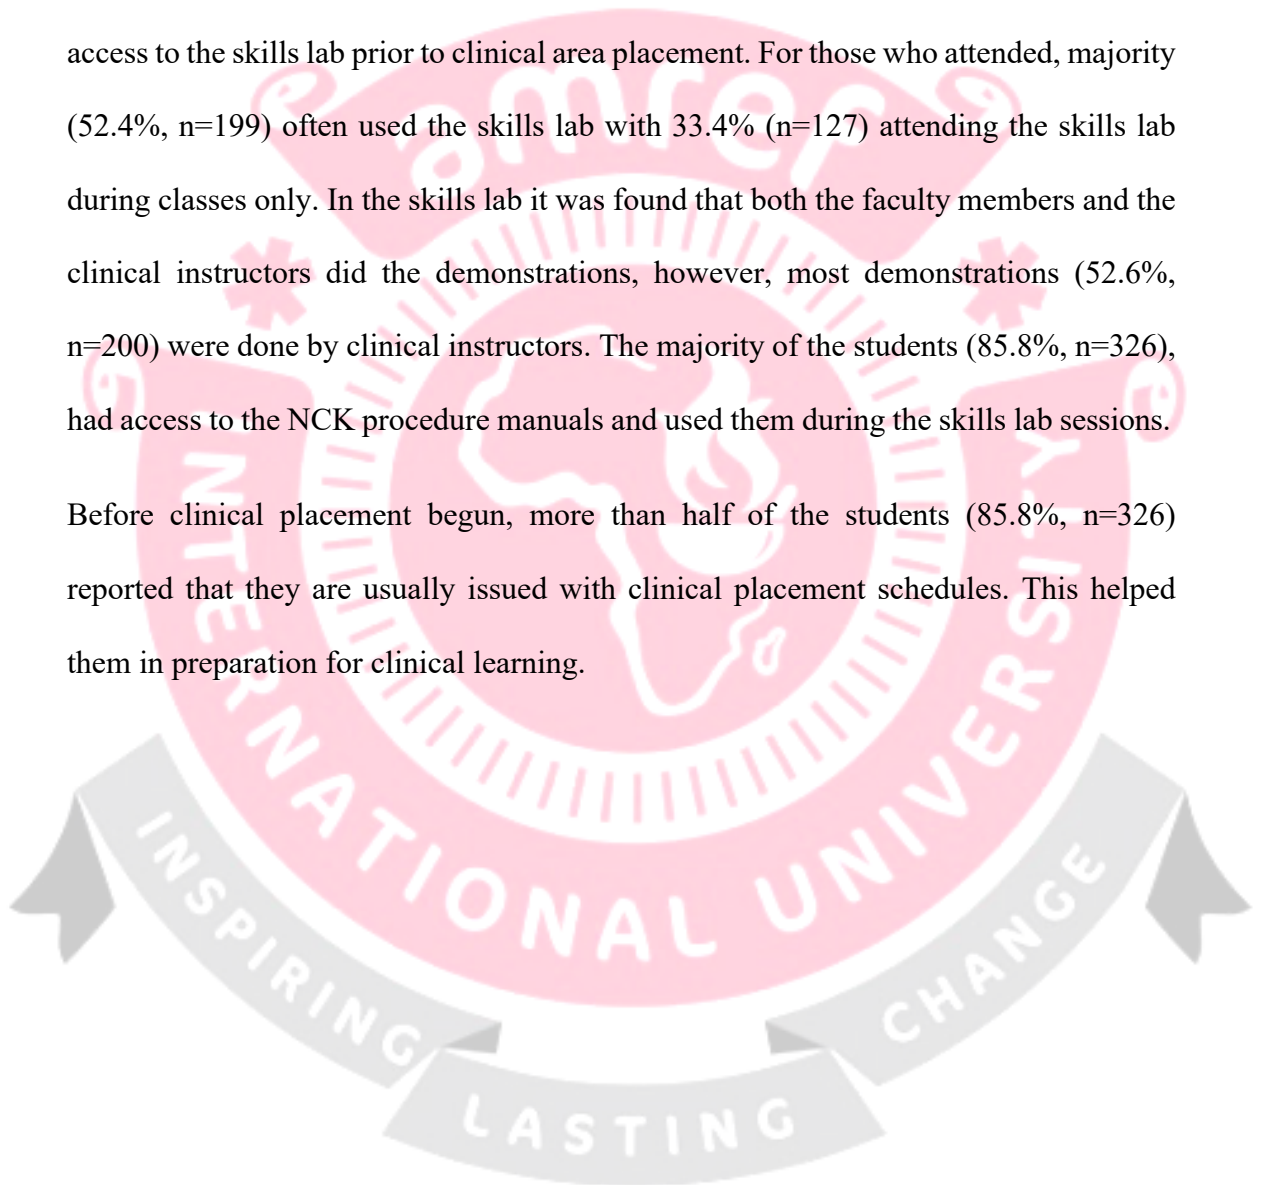 access to the skills lab prior to clinical area placement. For those who attended, majority
(52.4%, n=199) often used the skills lab with 33.4% (n=127) attending the skills lab
during classes only. In the skills lab it was found that both the faculty members and the
clinical instructors did the demonstrations, however, most demonstrations (52.6%,
n=200) were done by clinical instructors. The majority of the students (85.8%, n=326),
had access to the NCK procedure manuals and used them during the skills lab sessions.
Before clinical placement begun, more than half of the students (85.8%, n=326)
reported that they are usually issued with clinical placement schedules. This helped
them in preparation for clinical learning.
amref
INTERNATIONAL UNIVERSITY
INSPIRING
LASTING
CHANGE